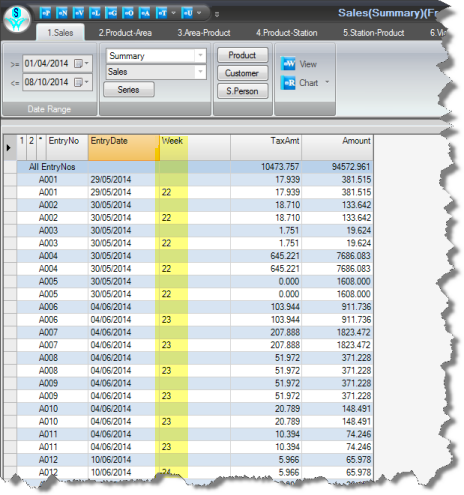 S P N V L G O A T U
Sales(Summary)(Fr
1.Sales 2.Product-Area 3.Area-Product 4.Product-Station 5.Station-Product 6.Vi
>= 01/04/2014 Summary Product W View
<= 08/10/2014 Sales Customer R Chart
Series S.Person
Date Range
1 2 * EntryNo EntryDate Week TaxAmt Amount
All EntryNos 10473.757 94572.961
A001 29/05/2014 17.939 381.515
A001 29/05/2014 22 17.939 381.515
A002 30/05/2014 18.710 133.642
A002 30/05/2014 22 18.710 133.642
A003 30/05/2014 1.751 19.624
A003 30/05/2014 22 1.751 19.624
A004 30/05/2014 645.221 7686.083
A004 30/05/2014 22 645.221 7686.083
A005 30/05/2014 0.000 1608.000
A005 30/05/2014 22 0.000 1608.000
A006 04/06/2014 103.944 911.736
A006 04/06/2014 23 103.944 911.736
A007 04/06/2014 207.888 1823.472
A007 04/06/2014 23 207.888 1823.472
A008 04/06/2014 51.972 371.228
A008 04/06/2014 23 51.972 371.228
A009 04/06/2014 51.972 371.228
A009 04/06/2014 23 51.972 371.228
A010 04/06/2014 20.789 148.491
A010 04/06/2014 23 20.789 148.491
A011 04/06/2014 10.394 74.246
A011 04/06/2014 23 10.394 74.246
A012 10/06/2014 5.966 65.978
A012 10/06/2014 24 5.966 65.978